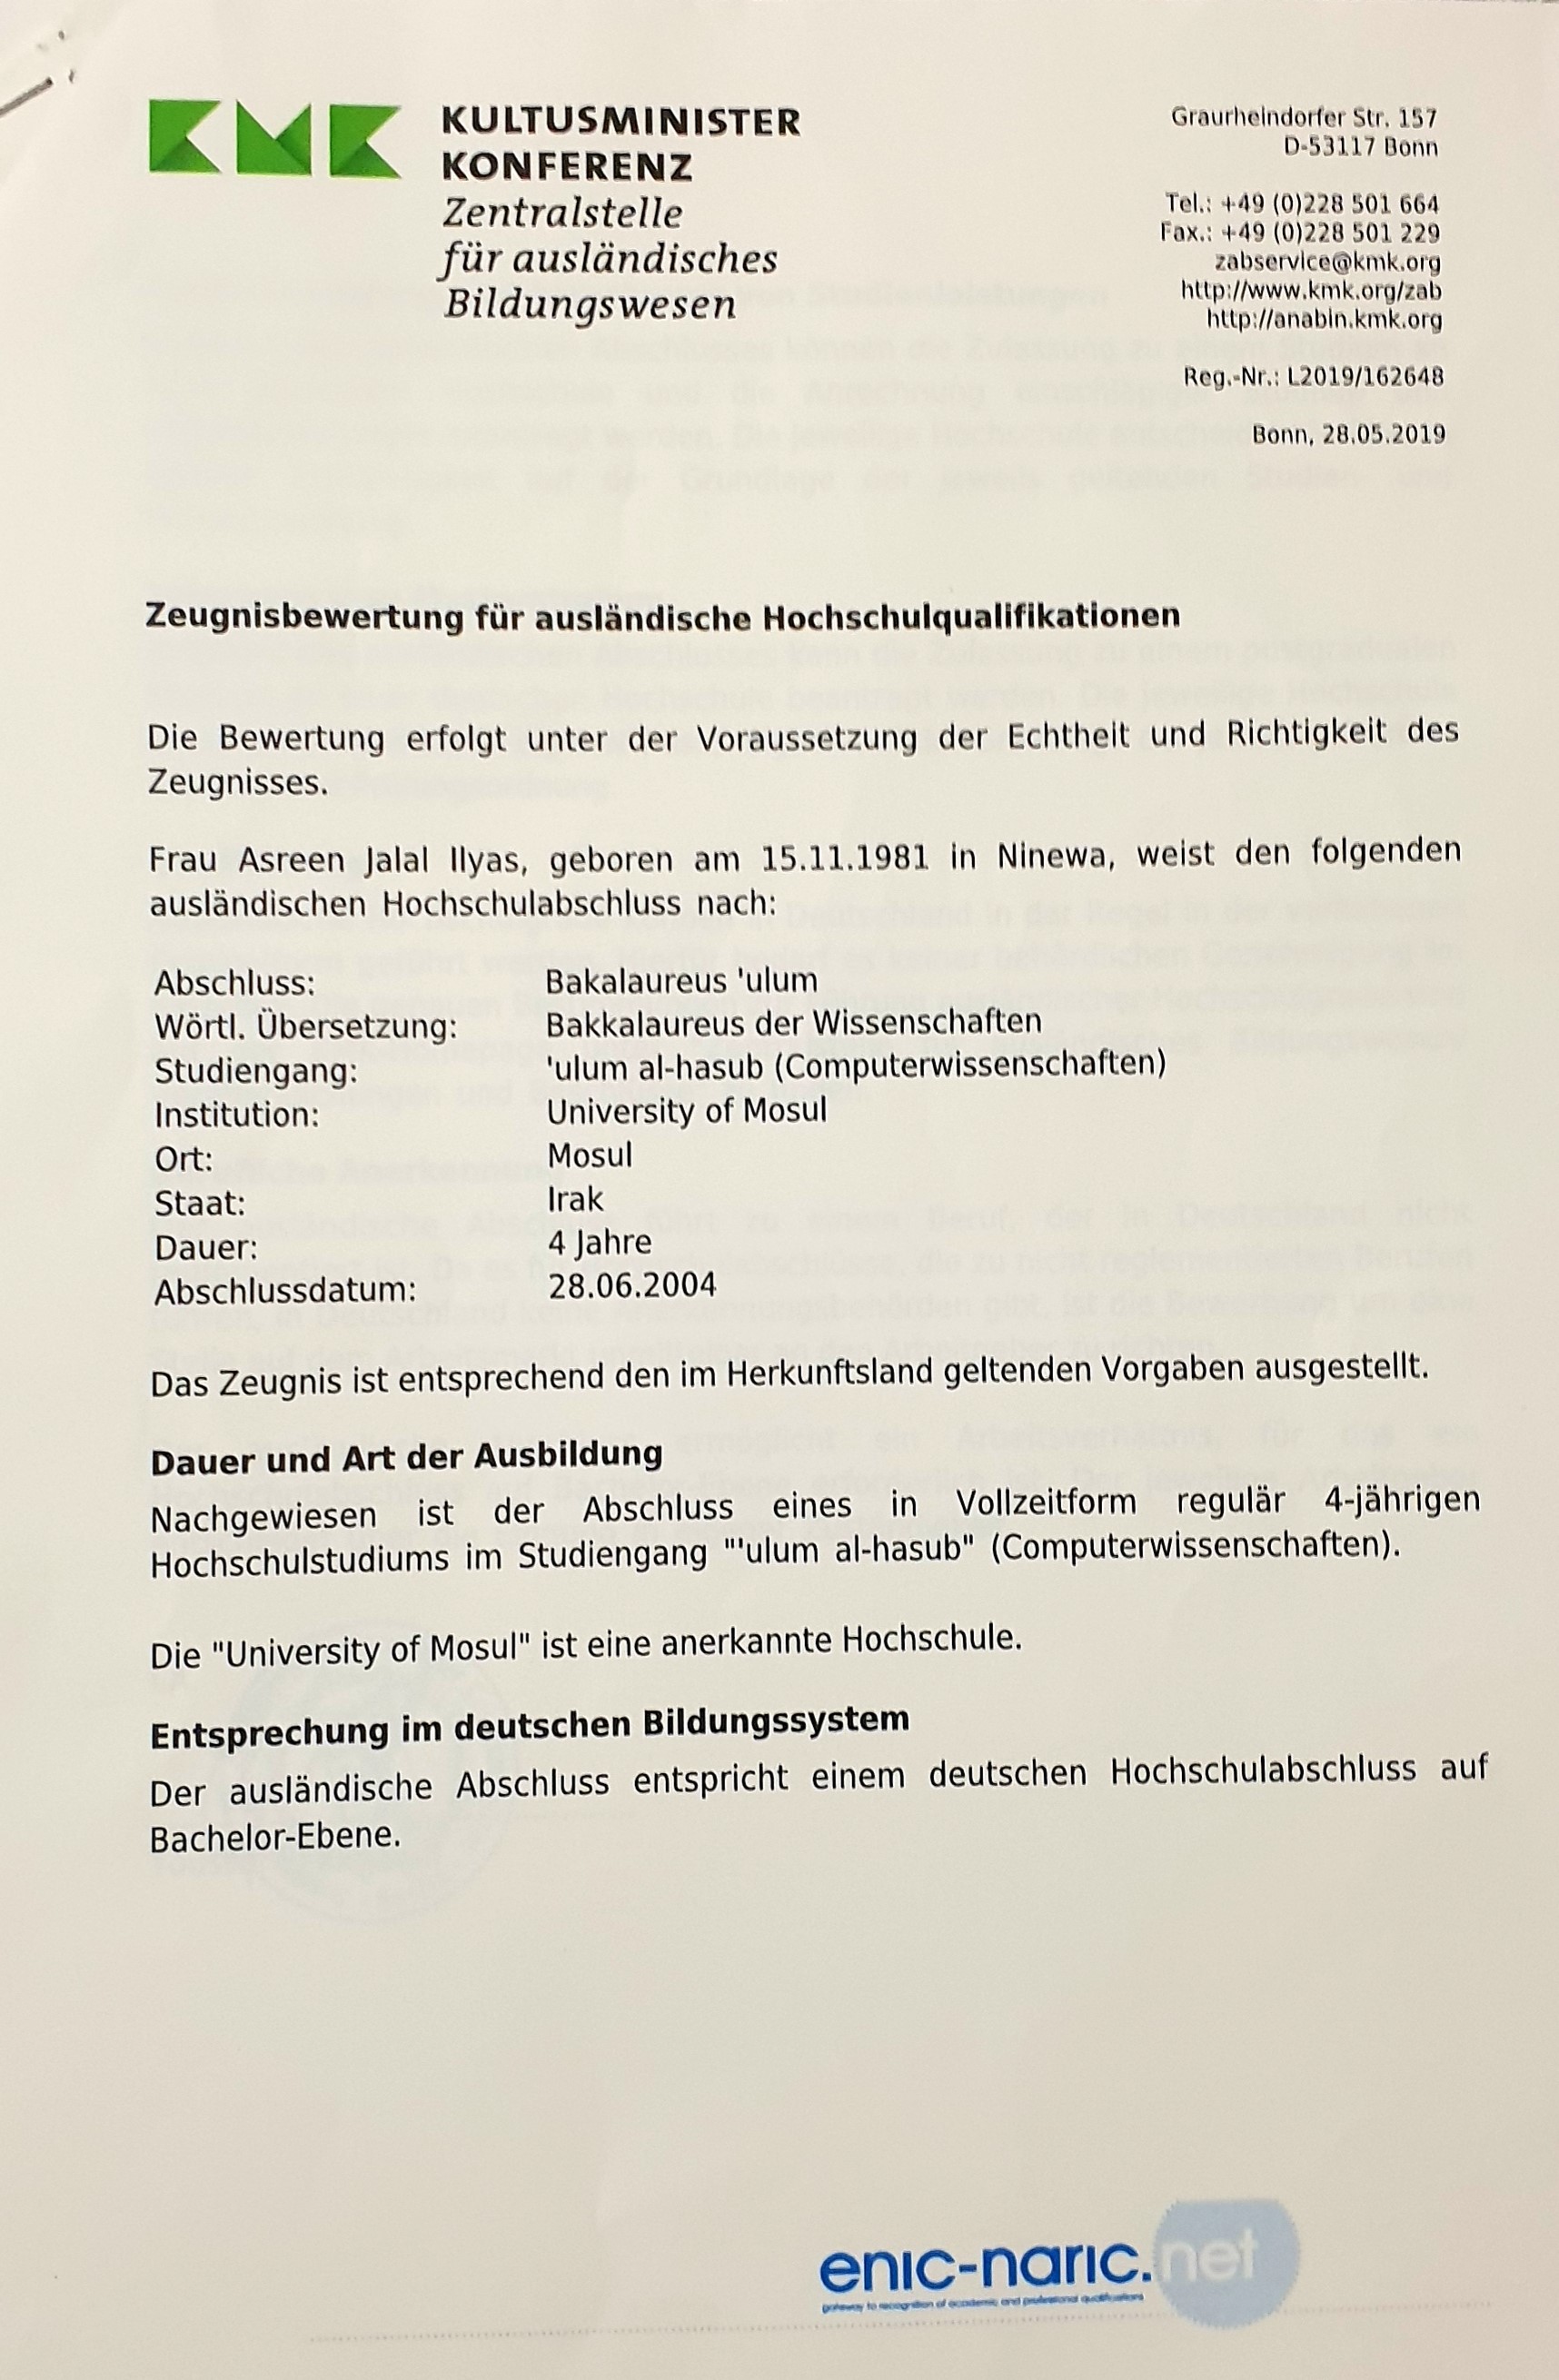 KMK
KULTUSMINISTER
KONFERENZ
Zentralstelle
für ausländisches
Bildungswesen
Graurheindorfer Str. 157
D-53117 Bonn
Tel.: +49 (0)228 501 664
Fax.: +49 (0)228 501 229
zabservice@kmk.org
http://www.kmk.org/zab
http://anabin.kmk.org
Reg.-Nr.: L2019/162648
Bonn, 28.05.2019
Zeugnisbewertung für ausländische Hochschulqualifikationen
Die Bewertung erfolgt unter der Voraussetzung der Echtheit und Richtigkeit des
Zeugnisses.
Frau Asreen Jalal Ilyas, geboren am 15.11.1981 in Ninewa, weist den folgenden
ausländischen Hochschulabschluss nach:
Abschluss: Bakalaureus 'ulum
Wörtl. Übersetzung: Bakkalaureus der Wissenschaften
Studiengang: 'ulum al-hasub (Computerwissenschaften)
Institution: University of Mosul
Ort: Mosul
Staat: Irak
Dauer: 4 Jahre
Abschlussdatum: 28.06.2004
Das Zeugnis ist entsprechend den im Herkunftsland geltenden Vorgaben ausgestellt.
Dauer und Art der Ausbildung
Nachgewiesen ist der Abschluss eines in Vollzeitform regulär 4-jährigen
Hochschulstudiums im Studiengang "'ulum al-hasub" (Computerwissenschaften).
Die "University of Mosul" ist eine anerkannte Hochschule.
Entsprechung im deutschen Bildungssystem
Der ausländische Abschluss entspricht einem deutschen Hochschulabschluss auf
Bachelor-Ebene.
enic-naric.net
gateway to recognition of academic and professional qualifications